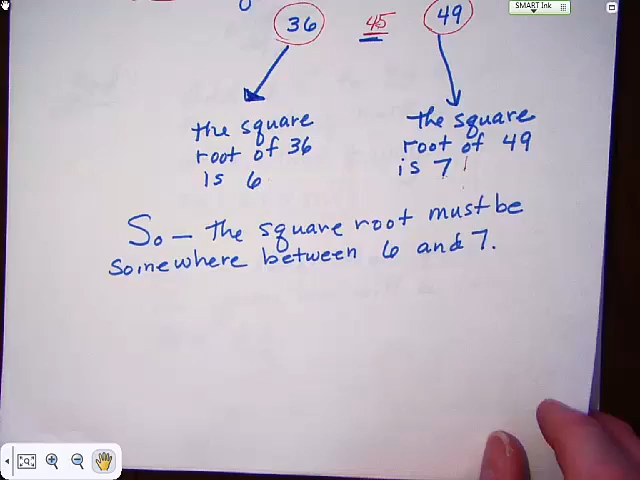 SMART Ink
36 45 49
the square
root of 36
is 6
the square
root of 49
is 7
So — the square root must be
somewhere between 6 and 7.